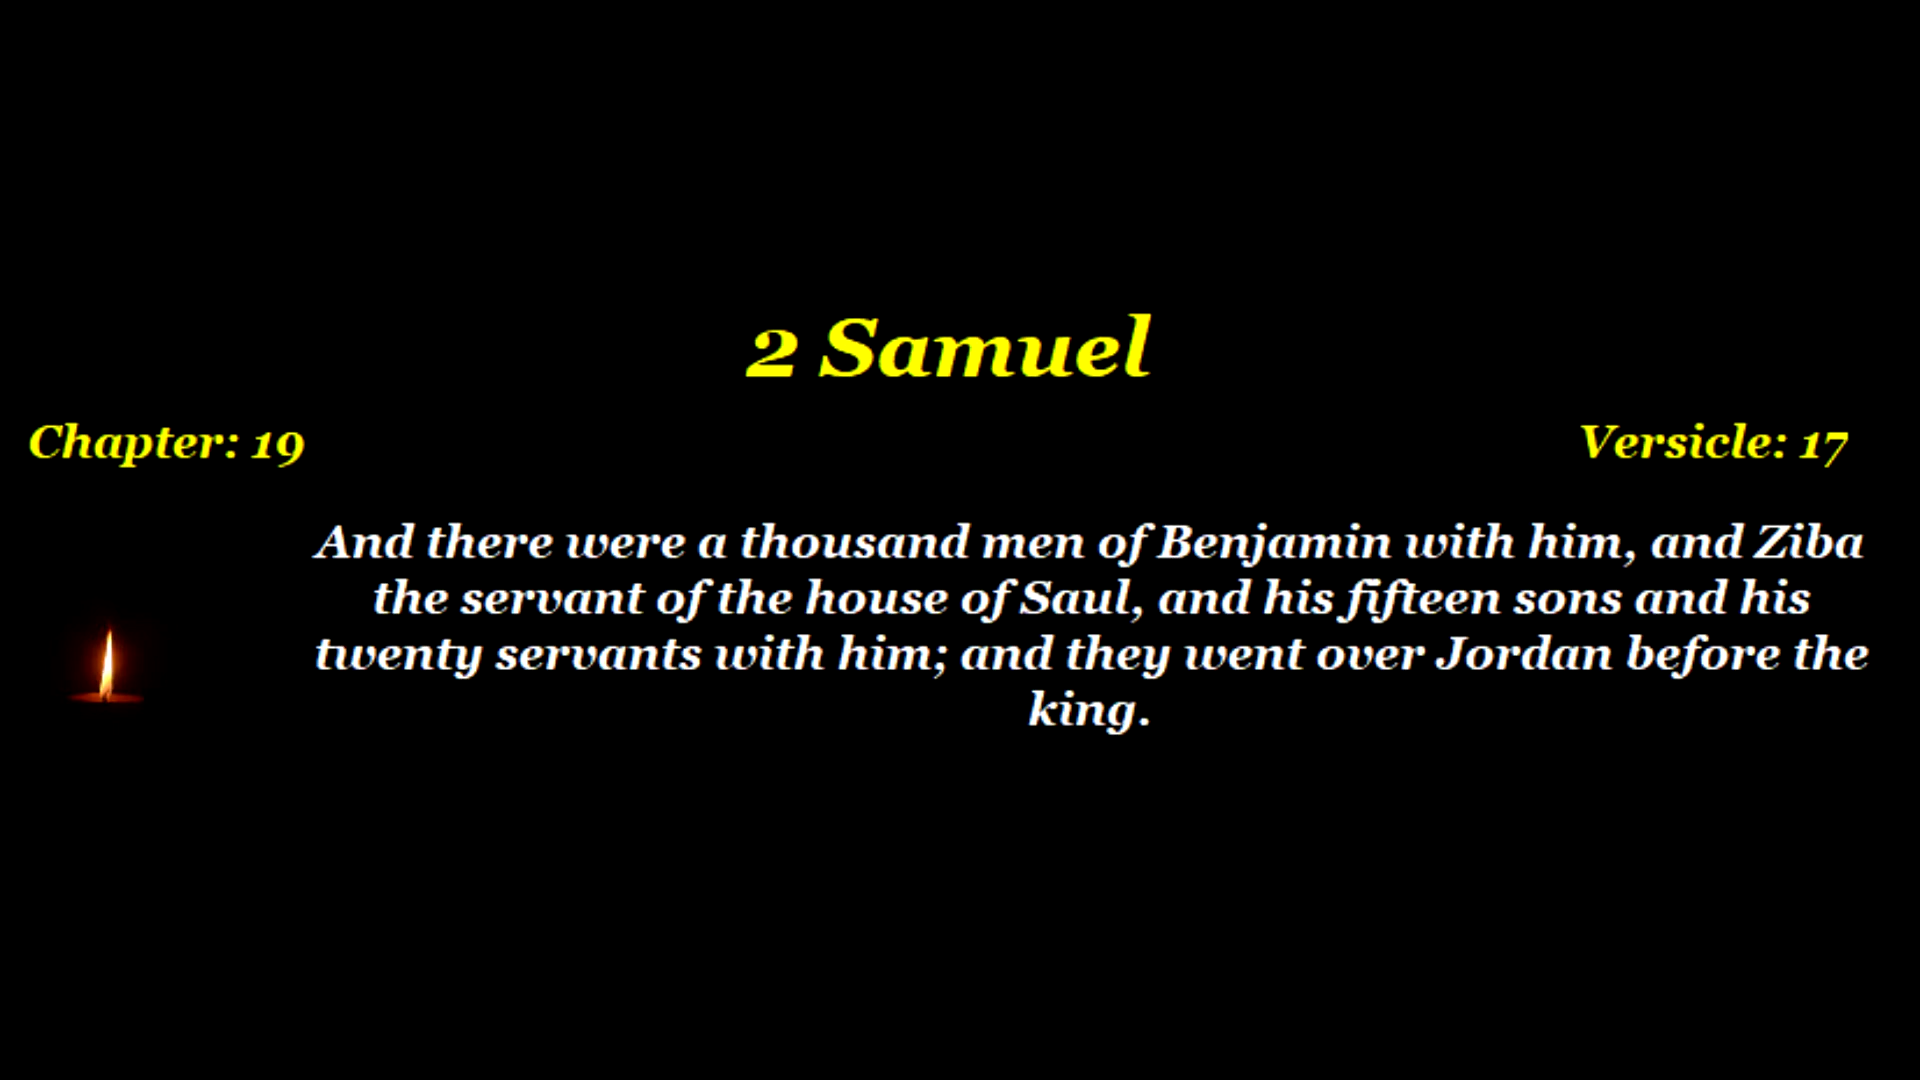 2 Samuel
Chapter: 19
Versicle: 17
And there were a thousand men of Benjamin with him, and Ziba
the servant of the house of Saul, and his fifteen sons and his
twenty servants with him; and they went over Jordan before the
king.